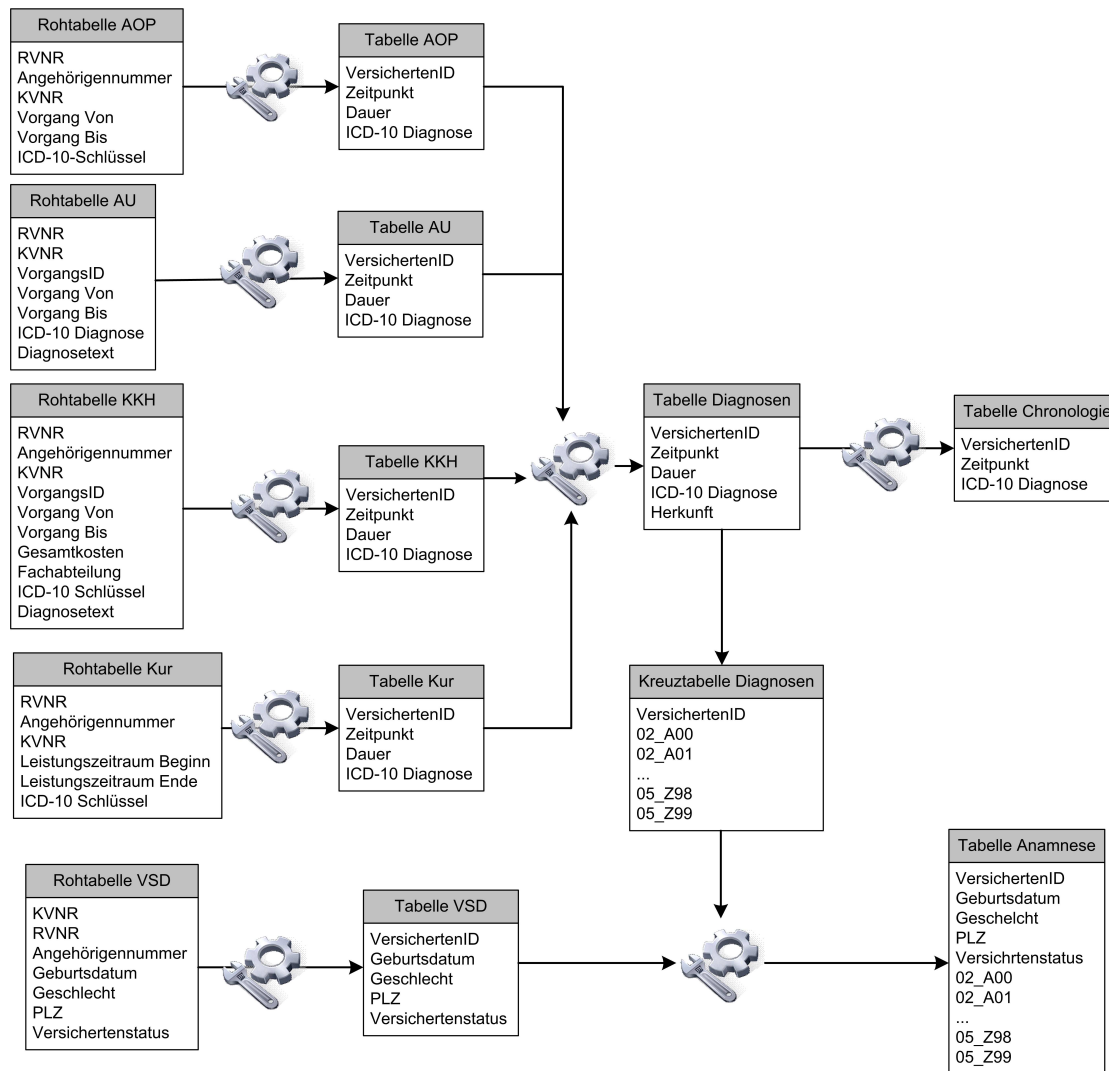 Rohtabelle AOP
RVNR
Angehörigennummer
KVNR
Vorgang Von
Vorgang Bis
ICD-10-Schlüssel
Tabelle AOP
VersichertenID
Zeitpunkt
Dauer
ICD-10 Diagnose
Rohtabelle AU
RVNR
KVNR
VorgangsID
Vorgang Von
Vorgang Bis
ICD-10 Diagnose
Diagnosetext
Tabelle AU
VersichertenID
Zeitpunkt
Dauer
ICD-10 Diagnose
Rohtabelle KKH
RVNR
Angehörigennummer
KVNR
VorgangsID
Vorgang Von
Vorgang Bis
Gesamtkosten
Fachabteilung
ICD-10 Schlüssel
Diagnosetext
Tabelle KKH
VersichertenID
Zeitpunkt
Dauer
ICD-10 Diagnose
Tabelle Diagnosen
VersichertenID
Zeitpunkt
Dauer
ICD-10 Diagnose
Herkunft
Tabelle Chronologie
VersichertenID
Zeitpunkt
ICD-10 Diagnose
Rohtabelle Kur
RVNR
Angehörigennummer
KVNR
Leistungszeitraum Beginn
Leistungszeitraum Ende
ICD-10 Schlüssel
Tabelle Kur
VersichertenID
Zeitpunkt
Dauer
ICD-10 Diagnose
Kreuztabelle Diagnosen
VersichertenID
02_A00
02_A01
...
05_Z98
05_Z99
Rohtabelle VSD
KVNR
RVNR
Angehörigennummer
Geburtsdatum
Geschlecht
PLZ
Versichertenstatus
Tabelle VSD
VersichertenID
Geburtsdatum
Geschlecht
PLZ
Versichertenstatus
Tabelle Anamnese
VersichertenID
Geburtsdatum
Geschelcht
PLZ
Versichrtenstatus
02_A00
02_A01
...
05_Z98
05_Z99